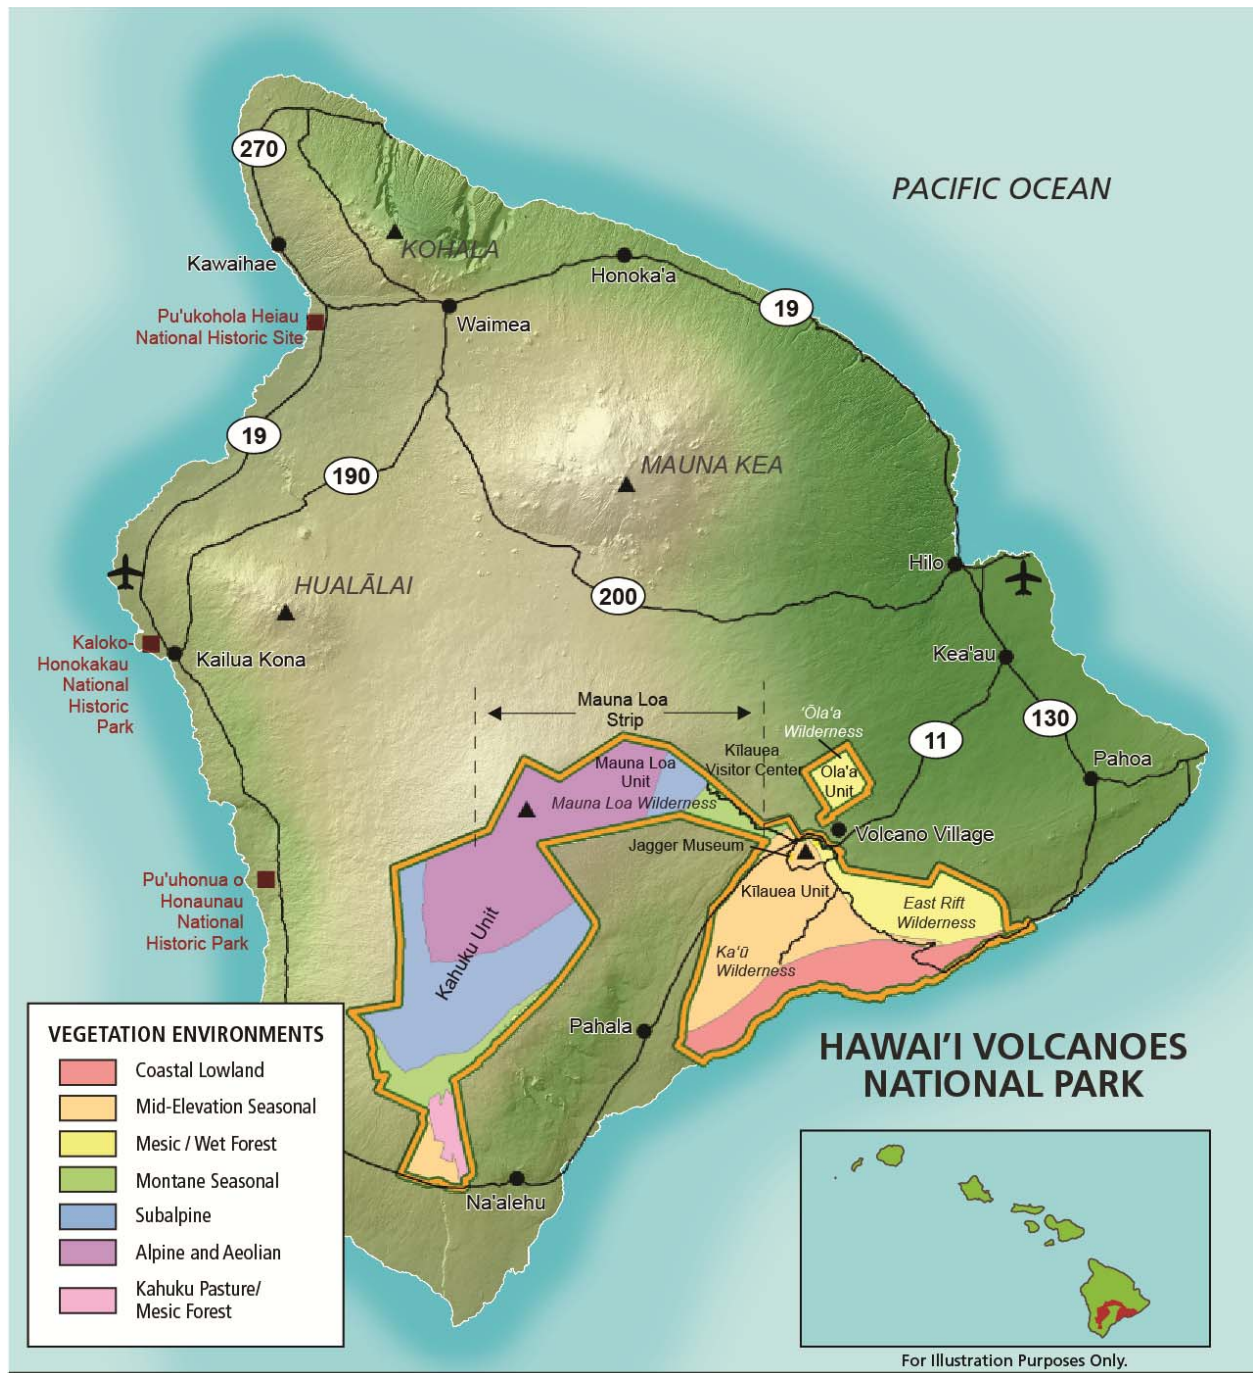 PACIFIC OCEAN
270
KOHALA
Kawaihae
Honoka'a
19
Pu'ukohola Heiau
National Historic Site
Waimea
19
190
MAUNA KEA
HUALĀLAI
Hilo
200
Kaloko-
Honokakau
National
Historic
Park
Kailua Kona
Kea'au
Mauna Loa
Strip
'Ōla'a
Wilderness
11
130
Kīlauea
Visitor Center
Pahoa
Mauna Loa
Unit
Ola'a
Unit
Mauna Loa Wilderness
Volcano Village
Jagger Museum
Pu'uhonua o
Honaunau
National
Historic Park
Kīlauea Unit
East Rift
Wilderness
Kahuku Unit
Ka'ū
Wilderness
Pahala
Na'alehu
VEGETATION ENVIRONMENTS
Coastal Lowland
Mid-Elevation Seasonal
Mesic / Wet Forest
Montane Seasonal
Subalpine
Alpine and Aeolian
Kahuku Pasture/
Mesic Forest
HAWAI'I VOLCANOES
NATIONAL PARK
For Illustration Purposes Only.